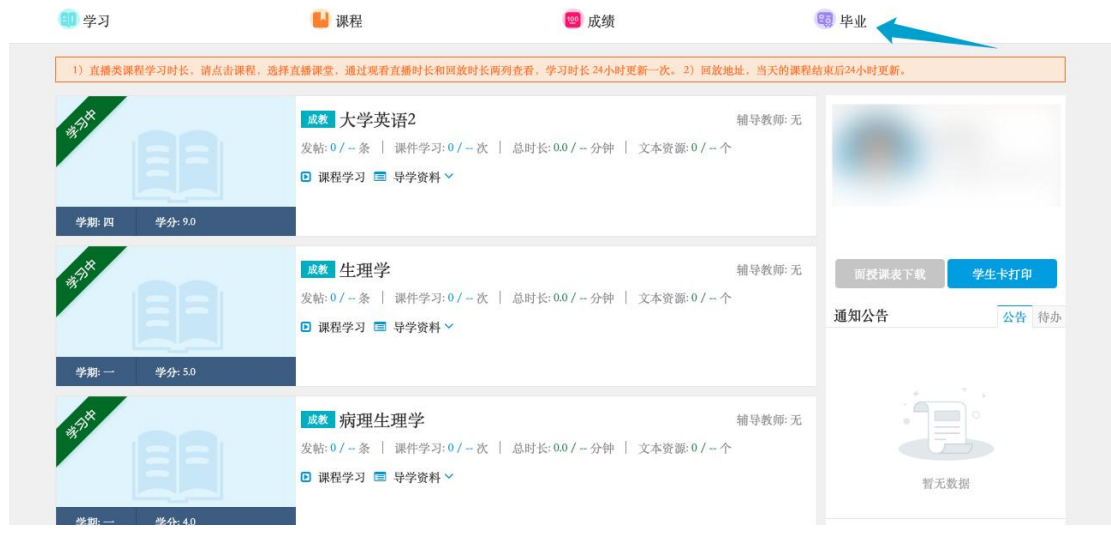 学习 课程 100 成绩 毕业
1）直播类课程学习时长，请点击课程，选择直播课堂，通过观看直播时长和回放时长两列查看，学习时长 24小时更新一次。 2）回放地址，当天的课程结束后24小时更新。
学习中
成教 大学英语2 辅导教师: 无
发帖: 0 / -- 条 | 课件学习: 0 / -- 次 | 总时长: 0.0 / -- 分钟 | 文本资源: 0 / -- 个
课程学习 导学资料
学期: 四 学分: 9.0
学习中
成教 生理学 辅导教师: 无
发帖: 0 / -- 条 | 课件学习: 0 / -- 次 | 总时长: 0.0 / -- 分钟 | 文本资源: 0 / -- 个
课程学习 导学资料
学期: 一 学分: 5.0
学习中
成教 病理生理学 辅导教师: 无
发帖: 0 / -- 条 | 课件学习: 0 / -- 次 | 总时长: 0.0 / -- 分钟 | 文本资源: 0 / -- 个
课程学习 导学资料
学期: 一 学分: 4.0
面授课表下载 学生卡打印
通知公告 公告 待办
暂无数据